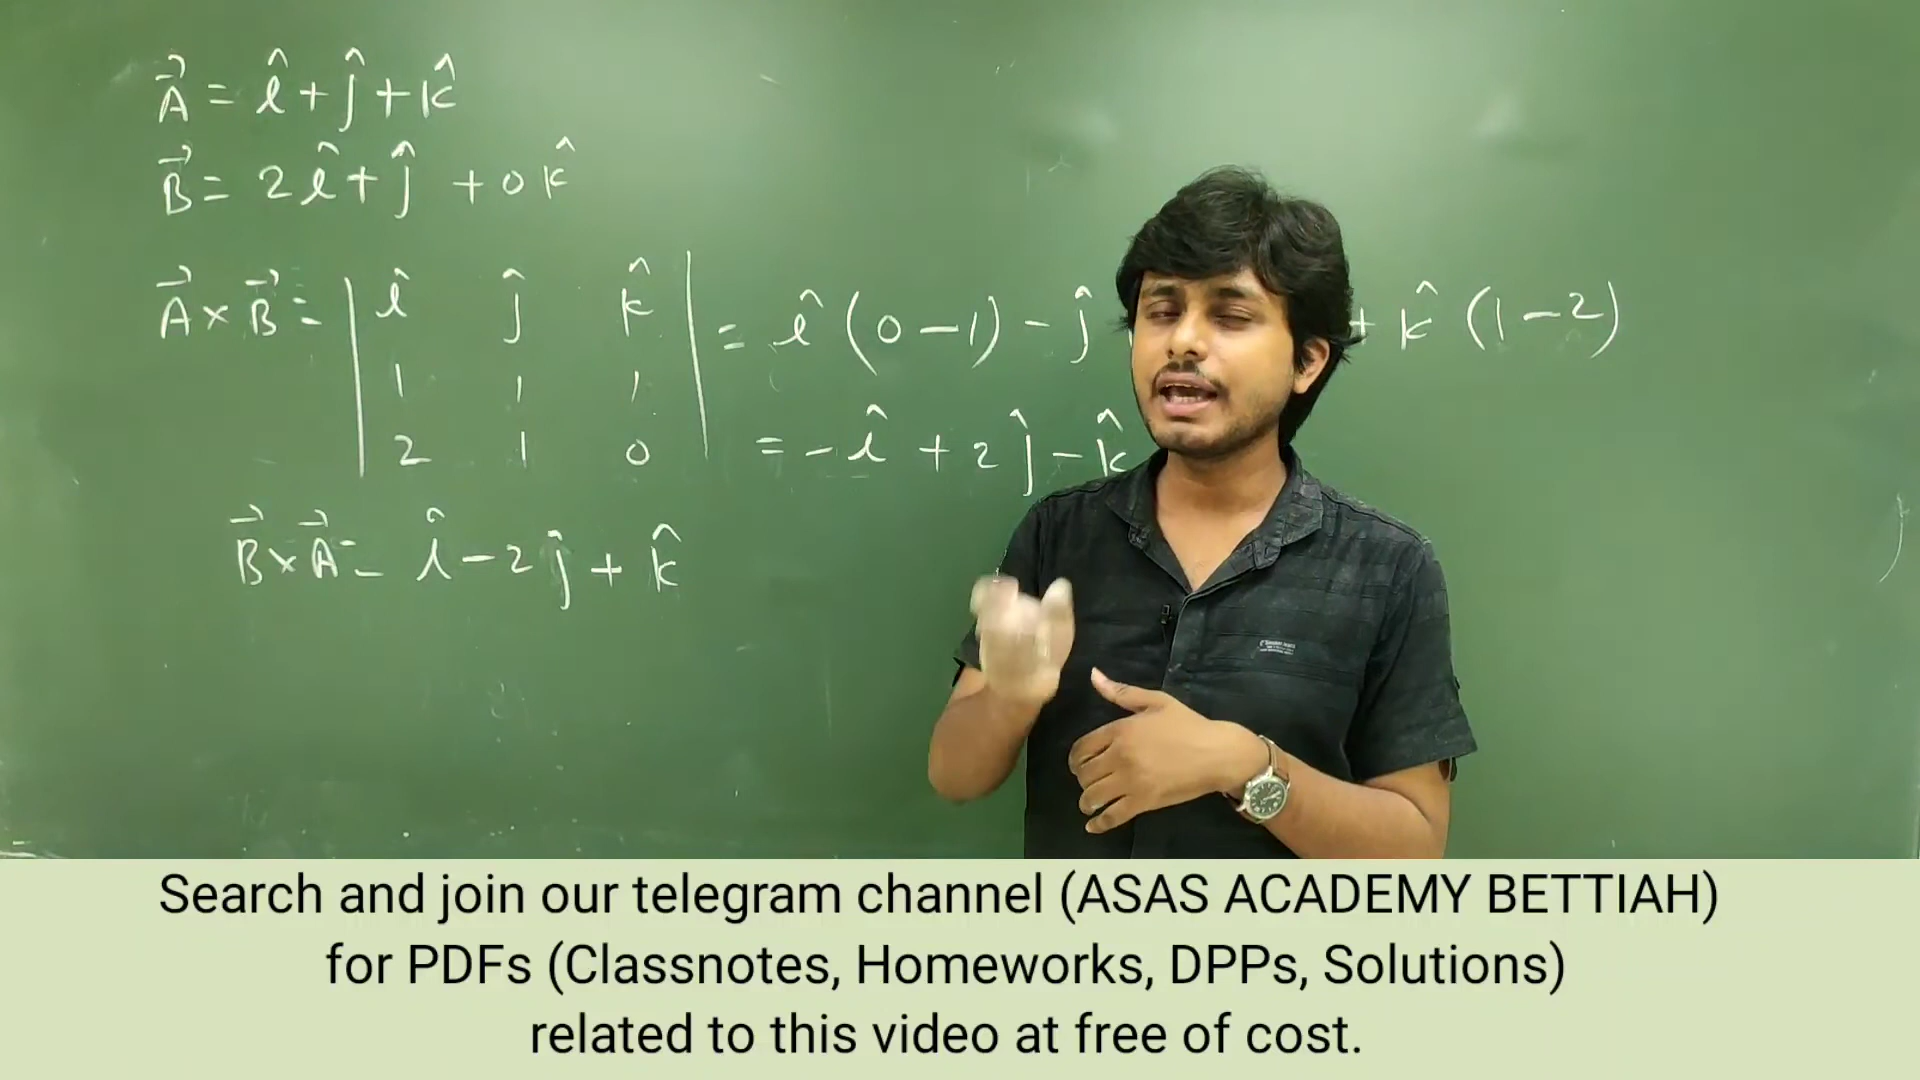 A⃗ = î + ĵ + k̂
B⃗ = 2î + ĵ + 0k̂
A⃗ × B⃗ = | î ĵ k̂ | = î (0 − 1) − ĵ + k̂ (1 − 2)
1 1 1
2 1 0 = − î + 2ĵ − k̂
B⃗ × A⃗ = î − 2ĵ + k̂
Search and join our telegram channel (ASAS ACADEMY BETTIAH)
for PDFs (Classnotes, Homeworks, DPPs, Solutions)
related to this video at free of cost.